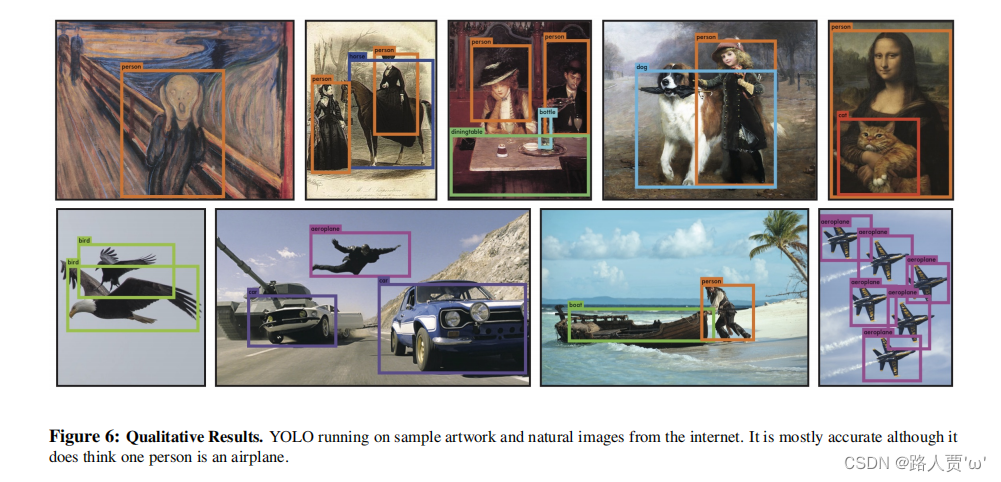 person
person
person
horse
person
person
bottle
diningtable
person
dog
person
cat
bird
bird
aeroplane
car
car
person
boat
aeroplane
aeroplane
aeroplane
aeroplane
aeroplane
aeroplane
Figure 6: Qualitative Results. YOLO running on sample artwork and natural images from the internet. It is mostly accurate although it
does think one person is an airplane.
CSDN @路人贾'ω'